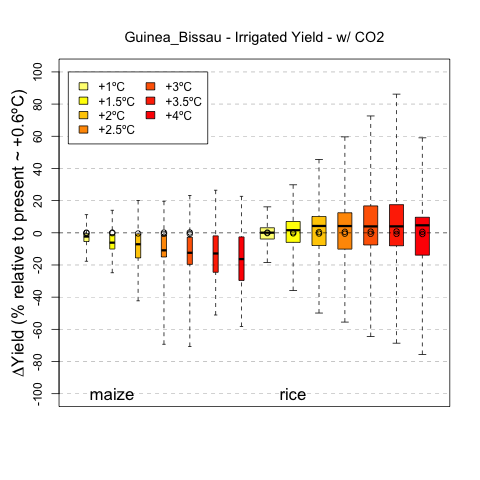 Guinea_Bissau - Irrigated Yield - w/ CO2
ΔYield (% relative to present ~ +0.6ºC)
100
80
60
40
20
0
-20
-40
-60
-80
-100
+1ºC
+1.5ºC
+2ºC
+2.5ºC
+3ºC
+3.5ºC
+4ºC
maize
rice